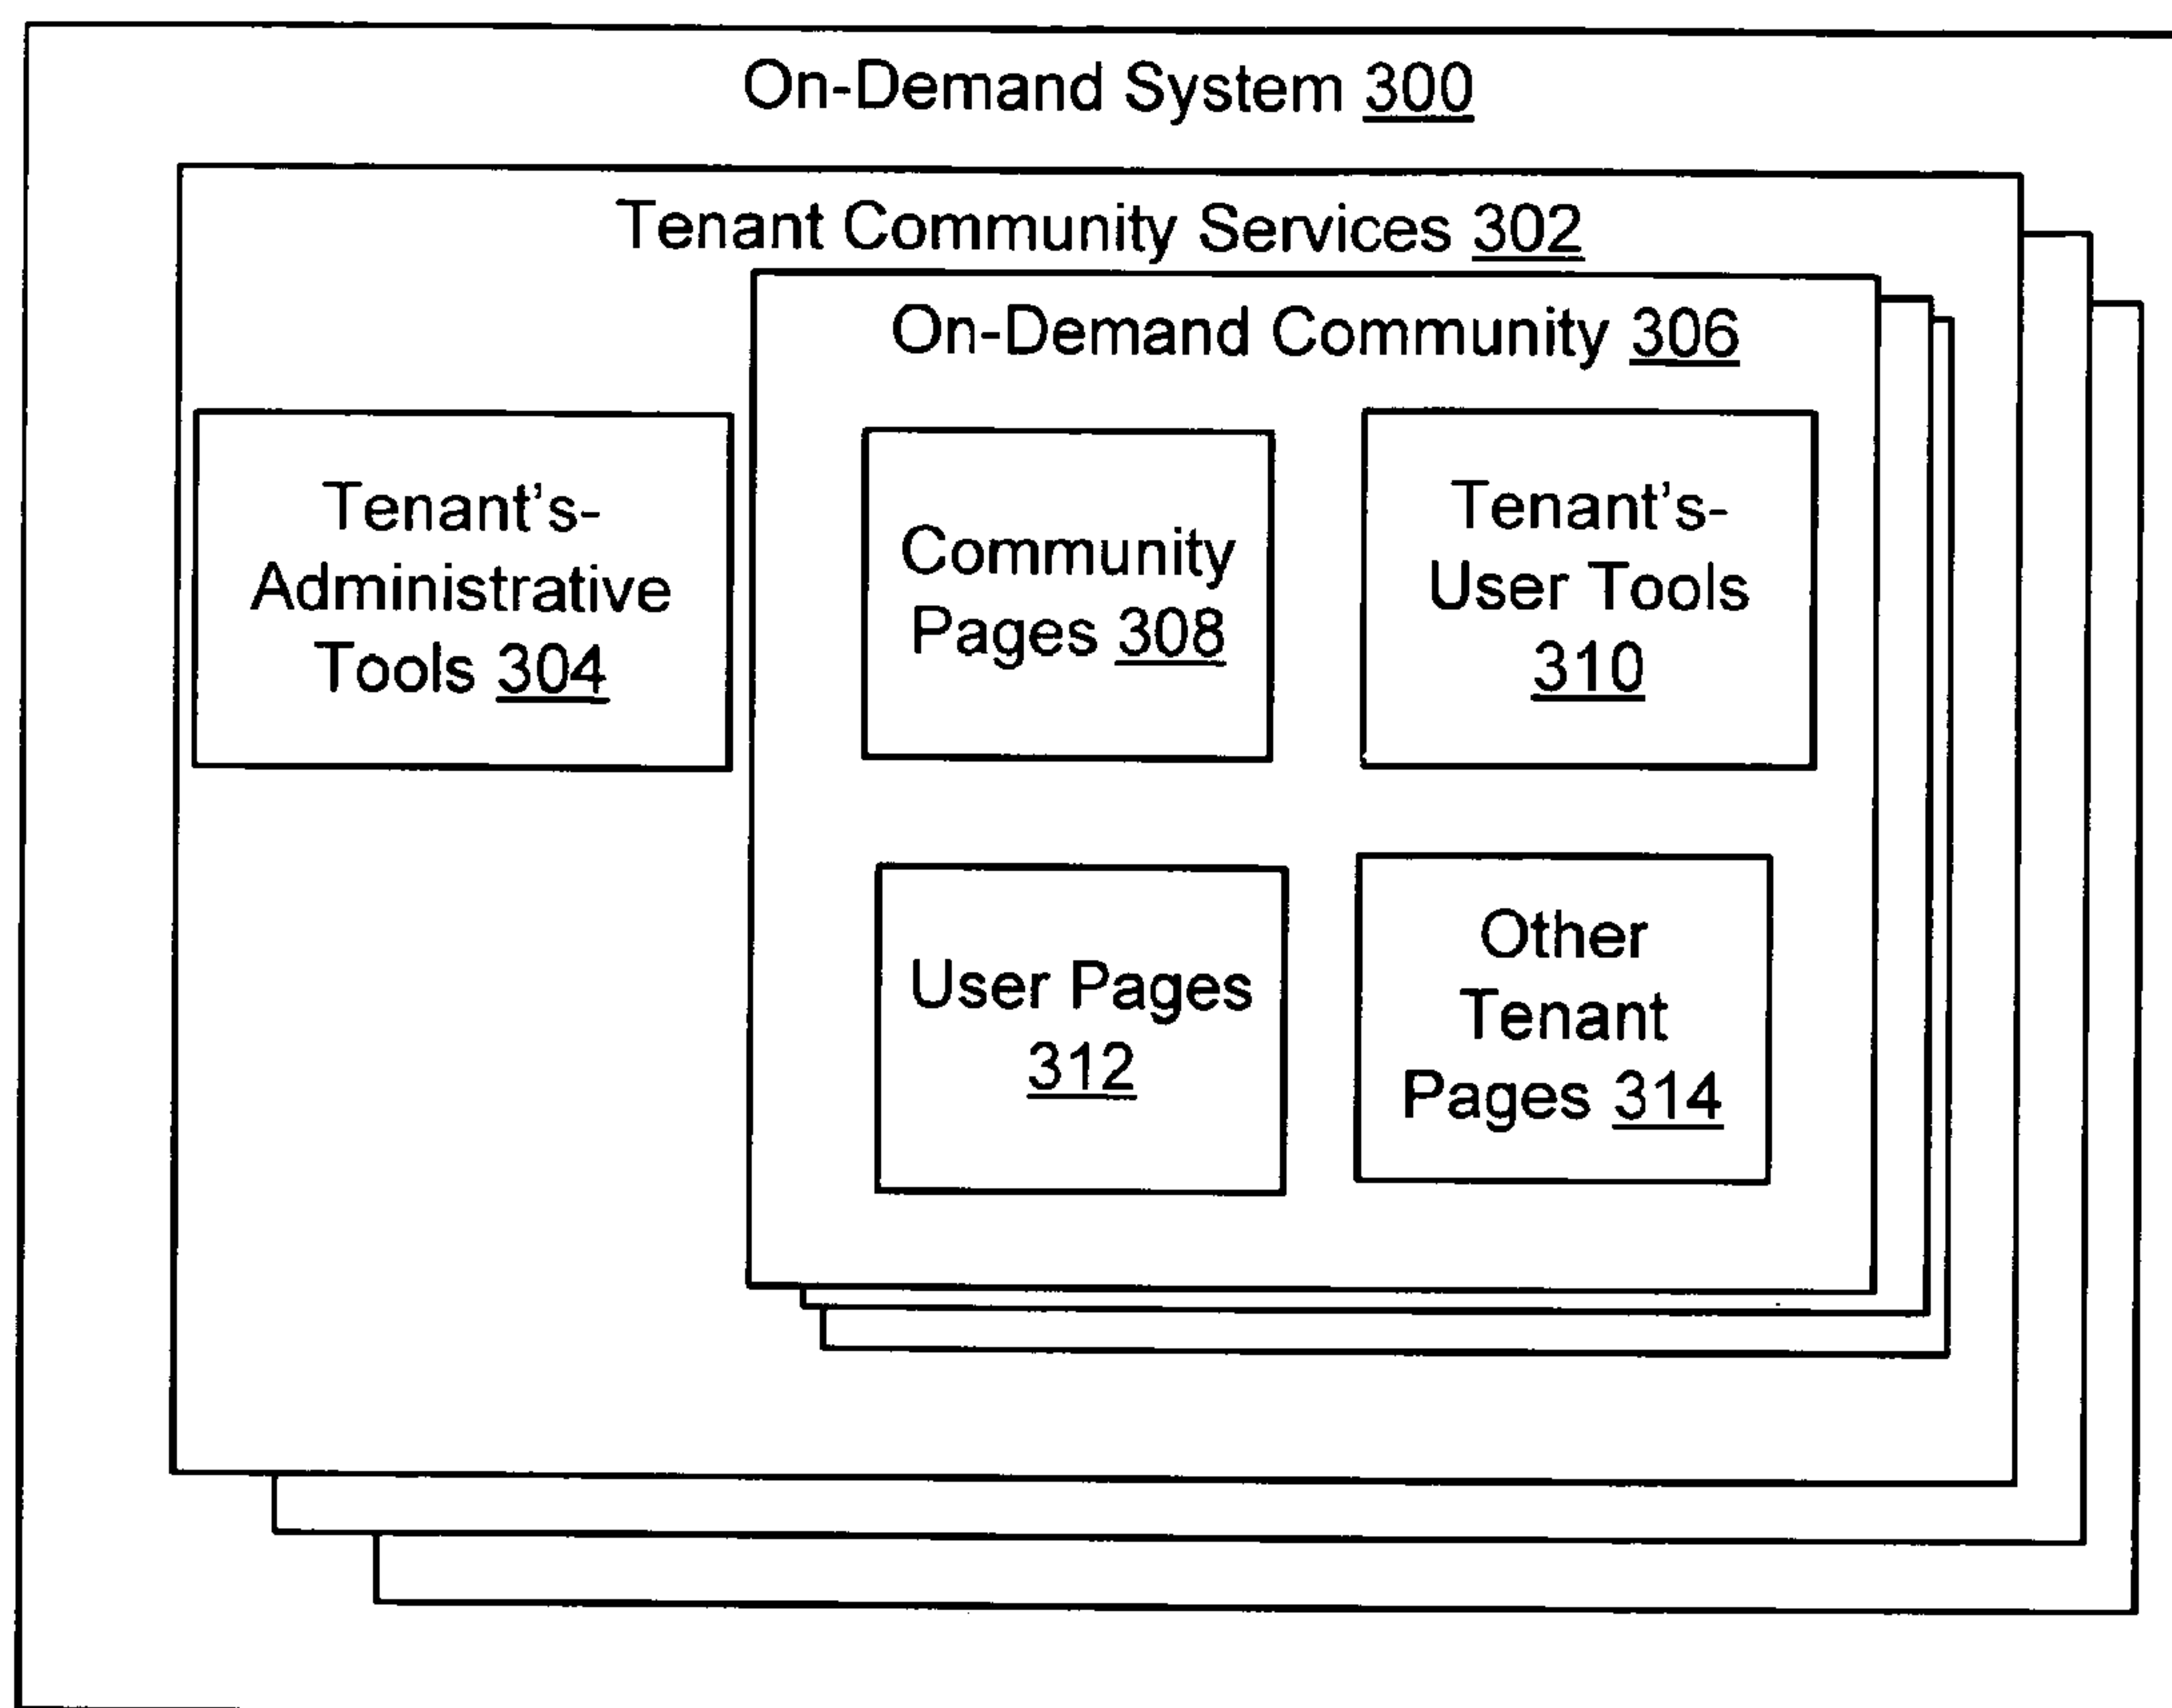 On-Demand System 300
Tenant Community Services 302
On-Demand Community 306
Tenant's-
Administrative
Tools 304
Community
Pages 308
Tenant's-
User Tools
310
User Pages
312
Other
Tenant
Pages 314